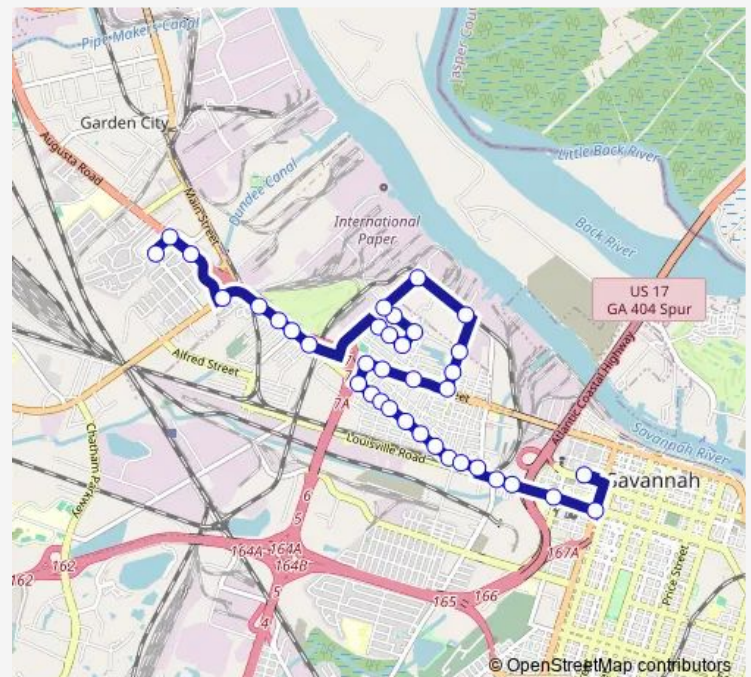 Pipe Makers Canal
Jasper Cou
Garden City
Augusta Road
Main Street
Dundee Canal
Little Back River
Back River
International
Paper
US 17
GA 404 Spur
Alfred Street
7A
eet
Atlantic Coastal Highway
Louisville Road
Savannah River
Savannah
Chatham Parkway
6
5
162
162
164A
164A
164B
5
4
167A
165
166
Price Street
© OpenStreetMap contributors